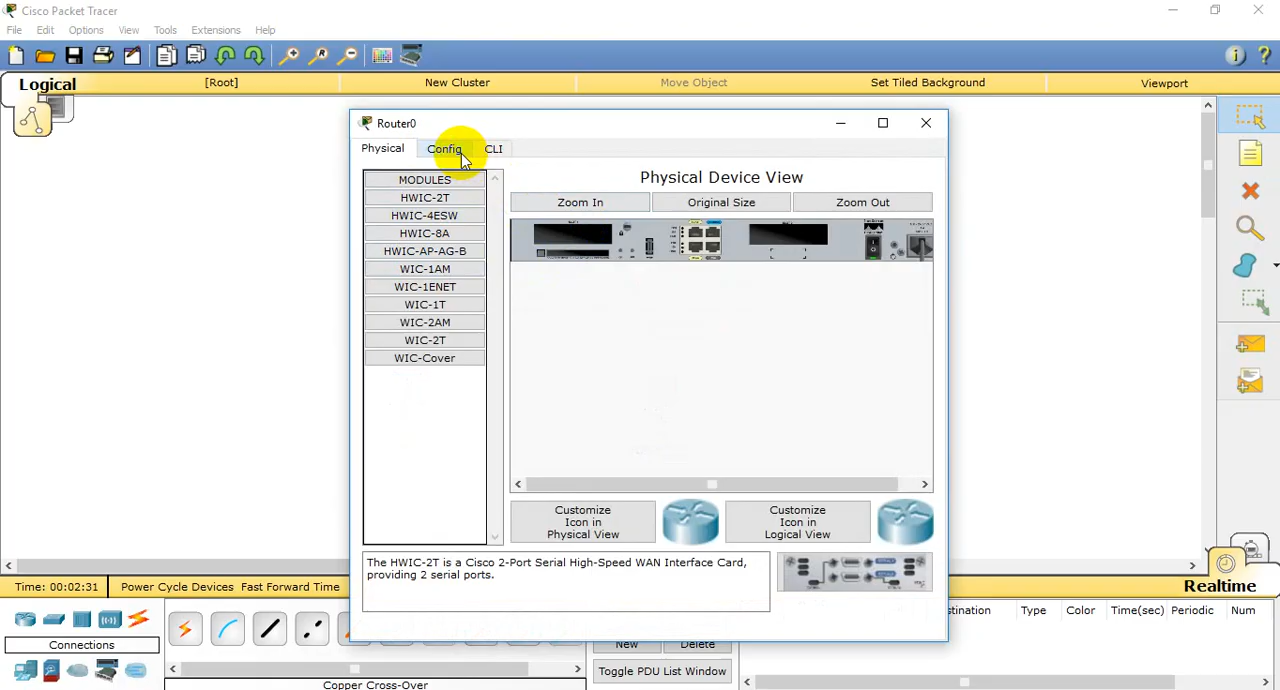 Cisco Packet Tracer
File Edit Options View Tools Extensions Help
Logical [Root] New Cluster Move Object Set Tiled Background Viewport
Router0
Physical Config CLI
MODULES
HWIC-2T
HWIC-4ESW
HWIC-8A
HWIC-AP-AG-B
WIC-1AM
WIC-1ENET
WIC-1T
WIC-2AM
WIC-2T
WIC-Cover
Physical Device View
Zoom In Original Size Zoom Out
Customize
Icon in
Physical View
Customize
Icon in
Logical View
The HWIC-2T is a Cisco 2-Port Serial High-Speed WAN Interface Card,
providing 2 serial ports.
Time: 00:02:31 Power Cycle Devices Fast Forward Time Realtime
Connections
Copper Cross-Over
New Delete
Toggle PDU List Window
stination Type Color Time(sec) Periodic Num